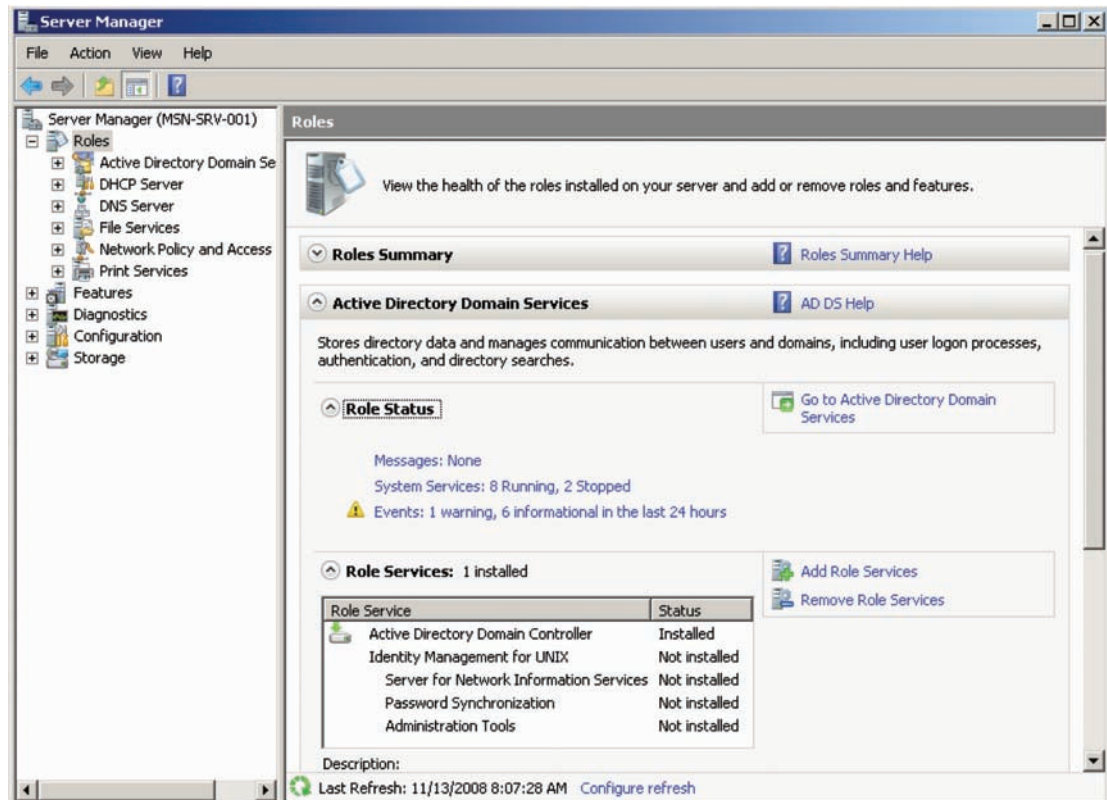 Server Manager
File Action View Help
Server Manager (MSN-SRV-001)
Roles
Active Directory Domain Se
DHCP Server
DNS Server
File Services
Network Policy and Access
Print Services
Features
Diagnostics
Configuration
Storage
Roles
View the health of the roles installed on your server and add or remove roles and features.
Roles Summary
Roles Summary Help
Active Directory Domain Services
AD DS Help
Stores directory data and manages communication between users and domains, including user logon processes,
authentication, and directory searches.
Role Status
Go to Active Directory Domain
Services
Messages: None
System Services: 8 Running, 2 Stopped
Events: 1 warning, 6 informational in the last 24 hours
Role Services: 1 installed
Add Role Services
Remove Role Services
Role Service Status
Active Directory Domain Controller Installed
Identity Management for UNIX Not installed
Server for Network Information Services Not installed
Password Synchronization Not installed
Administration Tools Not installed
Description:
Last Refresh: 11/13/2008 8:07:28 AM Configure refresh